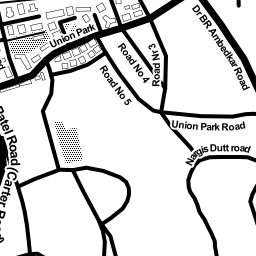 Union Park
Road No 4
Road Nr 3
Dr BR Ambedkar Road
Road No 5
Union Park Road
Nargis Dutt road
Patel Road (Carter Road)